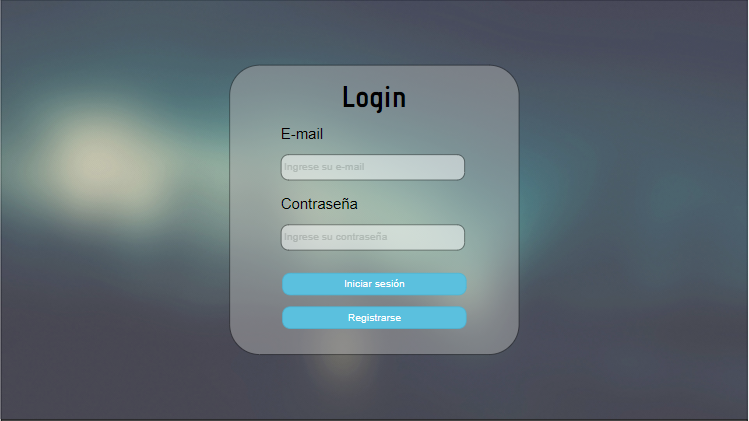 Login
E-mail
Ingrese su e-mail
Contraseña
Ingrese su contraseña
Iniciar sesión
Registrarse